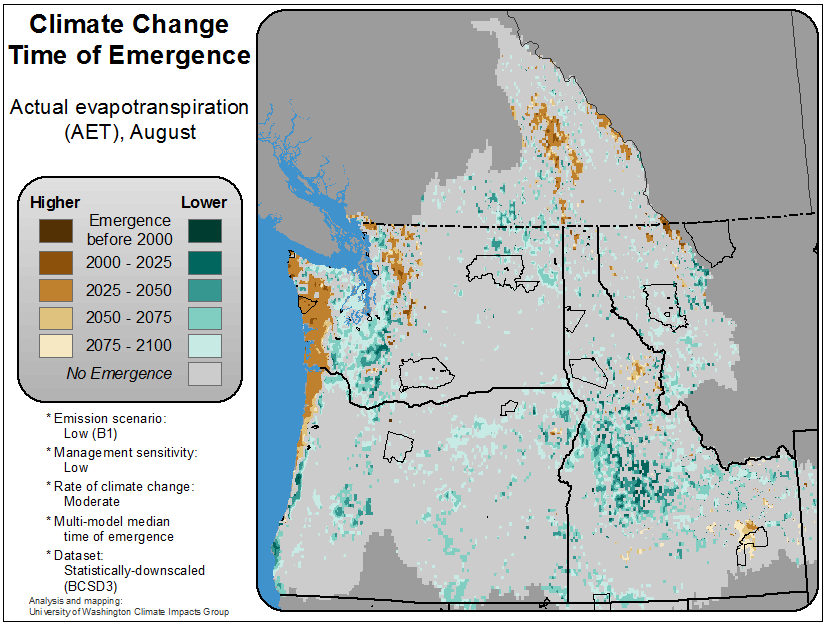 Climate Change
Time of Emergence
Actual evapotranspiration
(AET), August
Higher Lower
Emergence
before 2000
2000 - 2025
2025 - 2050
2050 - 2075
2075 - 2100
No Emergence
* Emission scenario:
Low (B1)
* Management sensitivity:
Low
* Rate of climate change:
Moderate
* Multi-model median
time of emergence
* Dataset:
Statistically-downscaled
(BCSD3)
Analysis and mapping:
University of Washington Climate Impacts Group